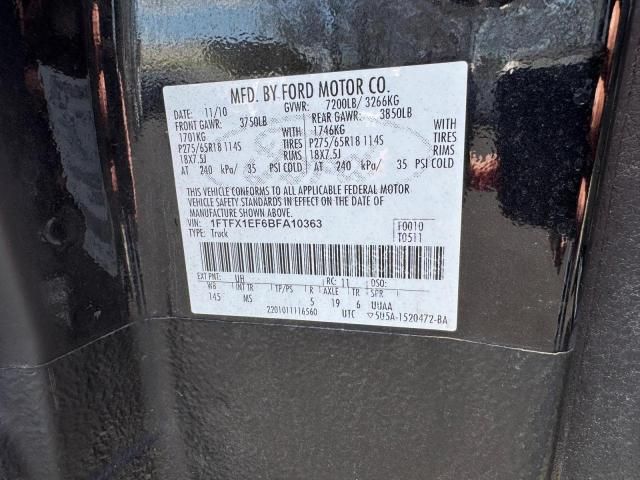 MFD. BY FORD MOTOR CO.
DATE: 11/10 GVWR: 7200LB/ 3266KG
FRONT GAWR: 3750LB REAR GAWR: 3850LB
1701KG WITH 1746KG WITH
P275/65R18 114S TIRES P275/65R18 114S TIRES
18X7.5J RIMS 18X7.5J RIMS
AT 240 kPa/ 35 PSI COLD AT 240 kPa/ 35 PSI COLD
THIS VEHICLE CONFORMS TO ALL APPLICABLE FEDERAL MOTOR
VEHICLE SAFETY STANDARDS IN EFFECT ON THE DATE OF
MANUFACTURE SHOWN ABOVE.
VIN: 1FTFX1EF6BFA10363 F0010
TYPE: Truck T0511
EXT PNT: UH RC: 11 DSO:
WB INT TR TP/PS R AXLE TR SPR
145 MS 5 19 6 UUAA
2201011116560 UTC ▽5U5A-1520472-BA